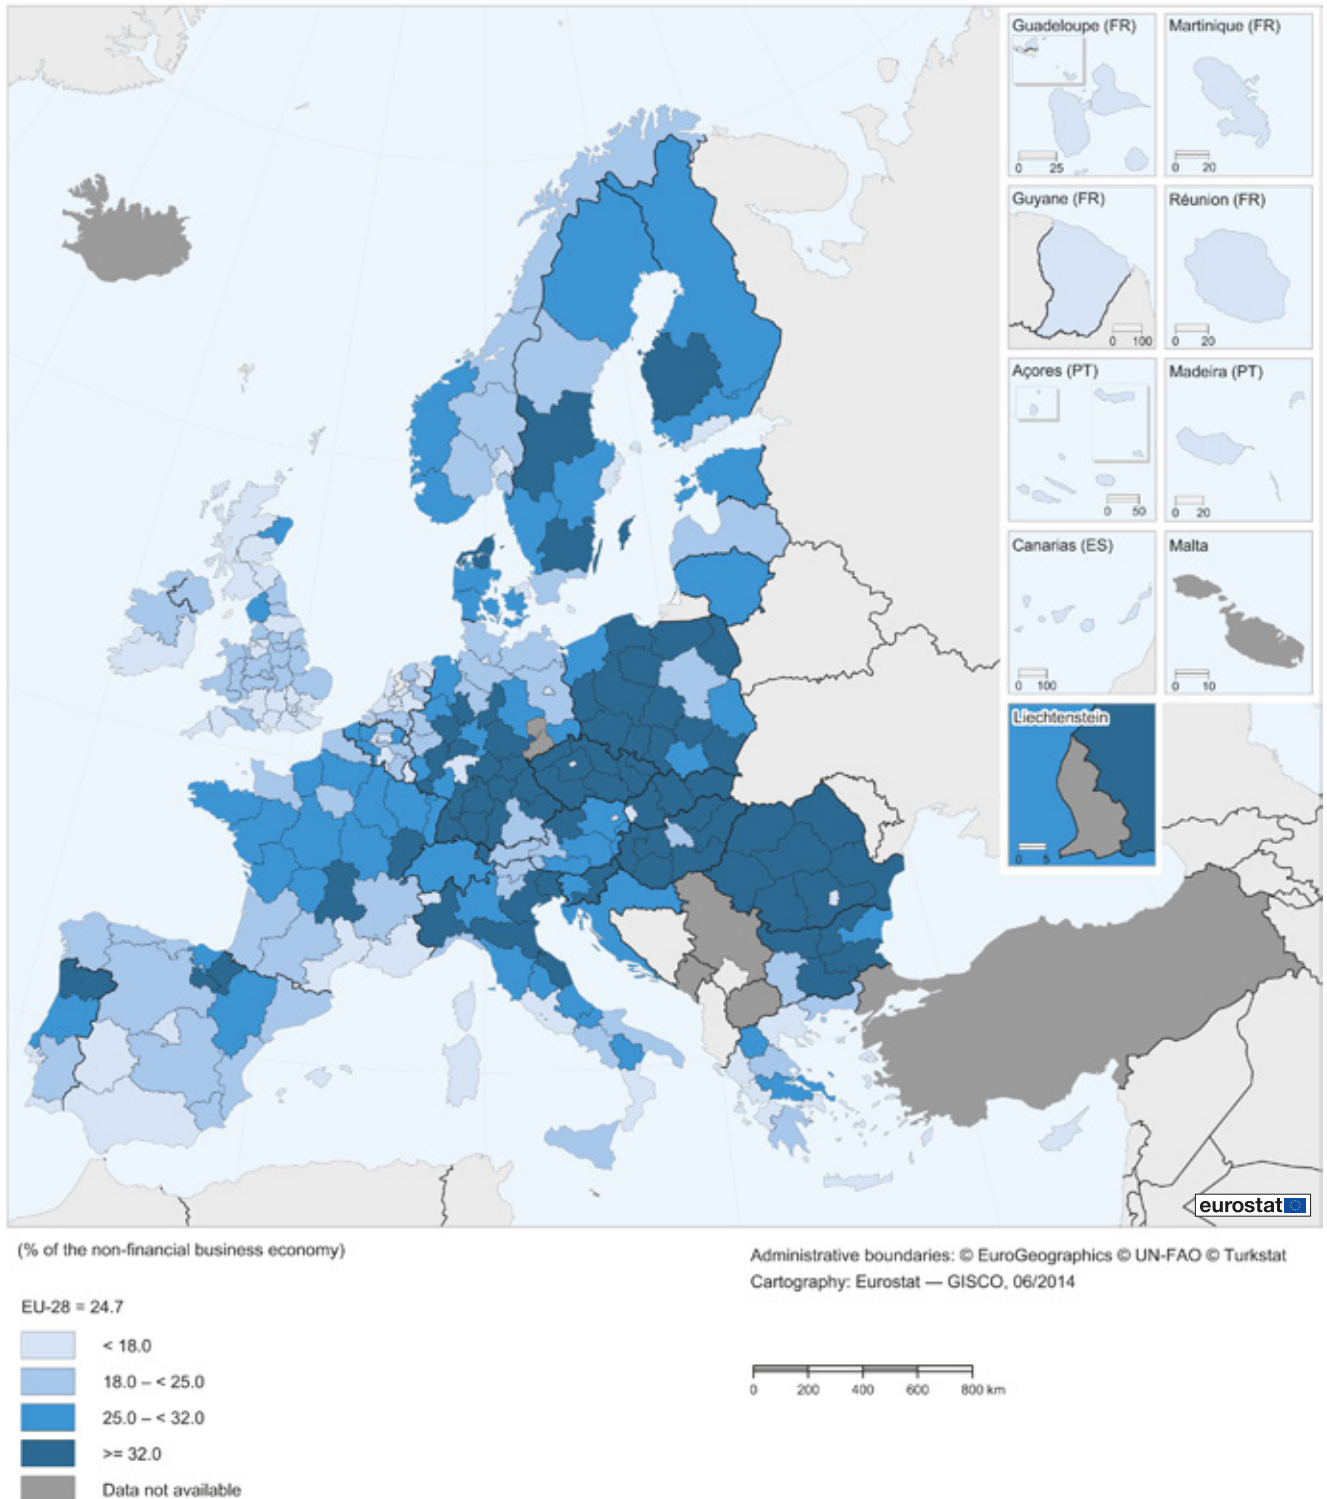 Guadeloupe (FR)
0 25
Martinique (FR)
0 20
Guyane (FR)
0 100
Réunion (FR)
0 20
Açores (PT)
0 50
Madeira (PT)
0 20
Canarias (ES)
0 100
Malta
0 10
Liechtenstein
0 5
eurostat
(% of the non-financial business economy)
Administrative boundaries: © EuroGeographics © UN-FAO © Turkstat
Cartography: Eurostat — GISCO, 06/2014
EU-28 = 24.7
< 18.0
18.0 – < 25.0
25.0 – < 32.0
>= 32.0
Data not available
0 200 400 600 800 km